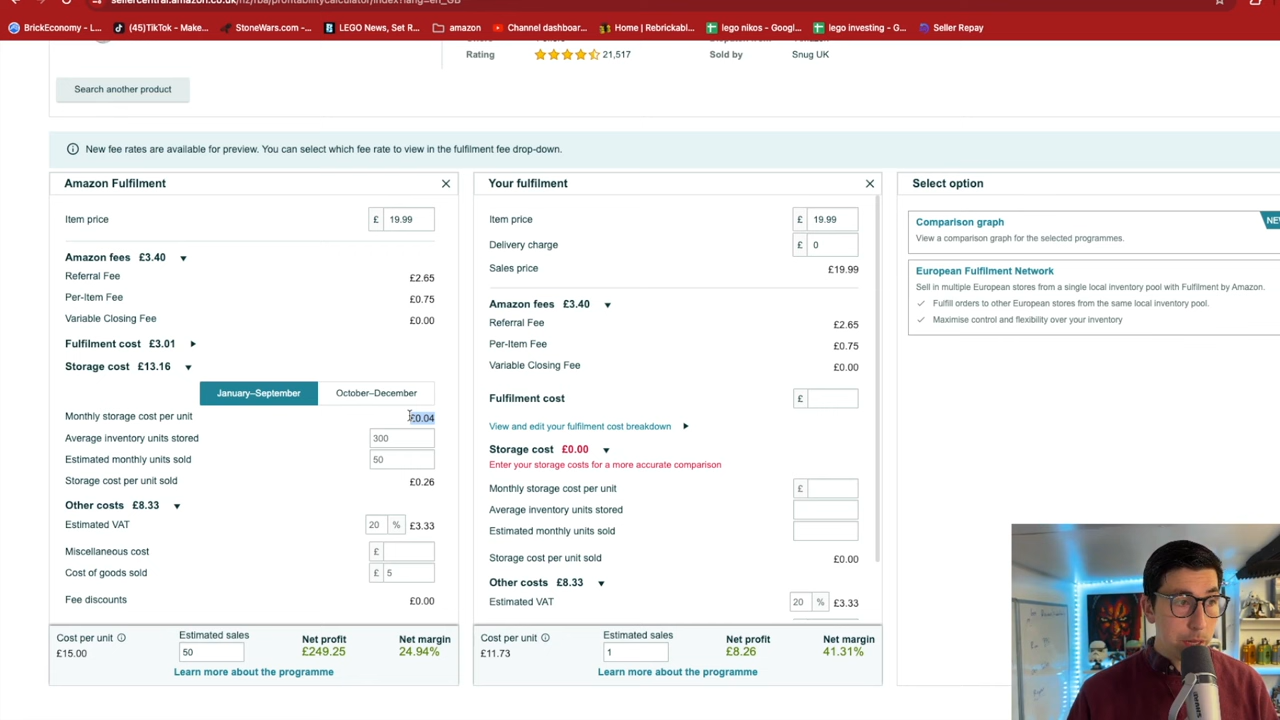 sellercentral.amazon.co.uk/hz/fba/profitabilitycalculator/index?lang=en_GB
BrickEconomy - L...
(45)TikTok - Make...
StoneWars.com -...
LEGO News, Set R...
amazon
Channel dashboar...
Home | Rebrickabl...
lego nikos - Googl...
lego investing - G...
Seller Repay
Rating 21,517
Sold by Snug UK
Search another product
New fee rates are available for preview. You can select which fee rate to view in the fulfilment fee drop-down.
Amazon Fulfilment
Item price £ 19.99
Amazon fees £3.40
Referral Fee £2.65
Per-Item Fee £0.75
Variable Closing Fee £0.00
Fulfilment cost £3.01
Storage cost £13.16
January–September October–December
Monthly storage cost per unit £0.04
Average inventory units stored 300
Estimated monthly units sold 50
Storage cost per unit sold £0.26
Other costs £8.33
Estimated VAT 20 % £3.33
Miscellaneous cost £
Cost of goods sold £ 5
Fee discounts £0.00
Cost per unit Estimated sales Net profit Net margin
£15.00 50 £249.25 24.94%
Learn more about the programme
Your fulfilment
Item price £ 19.99
Delivery charge £ 0
Sales price £19.99
Amazon fees £3.40
Referral Fee £2.65
Per-Item Fee £0.75
Variable Closing Fee £0.00
Fulfilment cost £
View and edit your fulfilment cost breakdown
Storage cost £0.00
Enter your storage costs for a more accurate comparison
Monthly storage cost per unit £
Average inventory units stored
Estimated monthly units sold
Storage cost per unit sold £0.00
Other costs £8.33
Estimated VAT 20 % £3.33
Cost per unit Estimated sales Net profit Net margin
£11.73 1 £8.26 41.31%
Learn more about the programme
Select option
Comparison graph
View a comparison graph for the selected programmes.
European Fulfilment Network
Sell in multiple European stores from a single local inventory pool with Fulfilment by Amazon.
Fulfill orders to other European stores from the same local inventory pool.
Maximise control and flexibility over your inventory